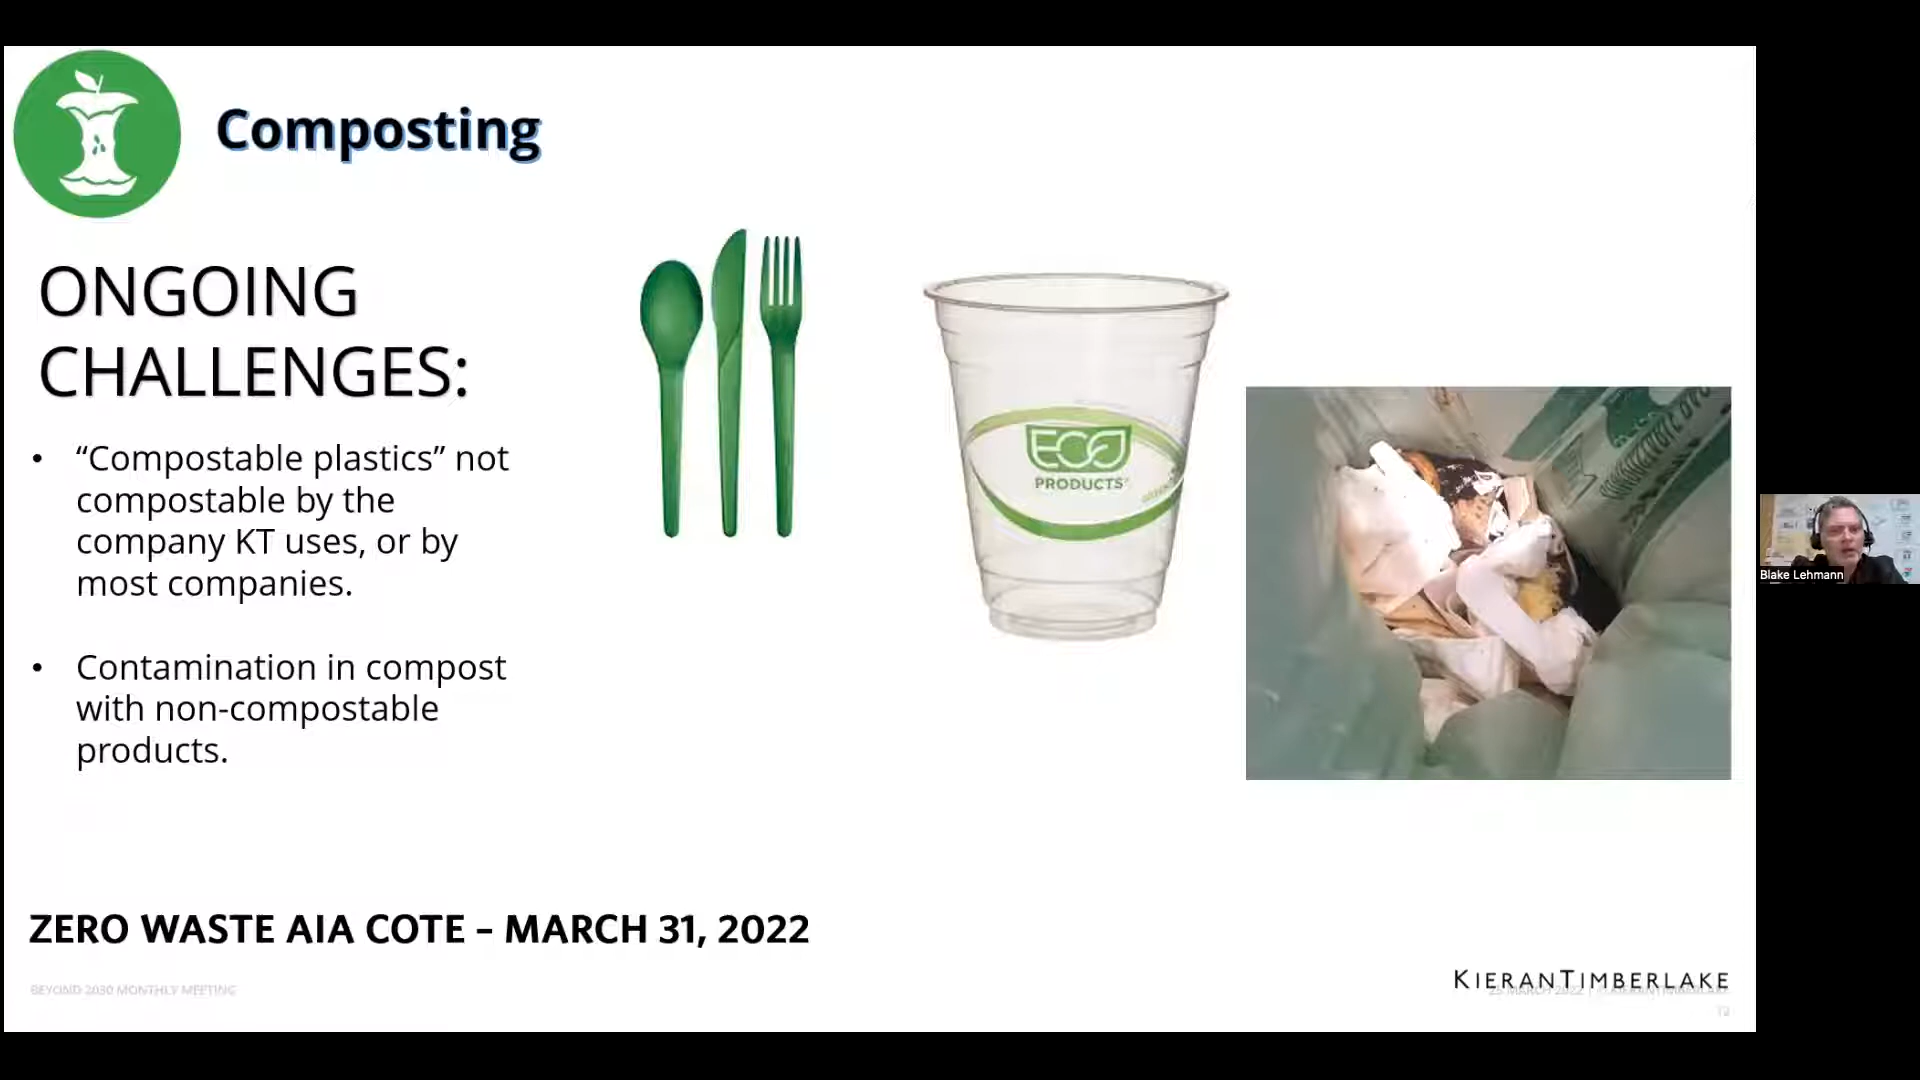 Composting
ONGOING
CHALLENGES:
• “Compostable plastics” not
compostable by the
company KT uses, or by
most companies.
• Contamination in compost
with non-compostable
products.
ECO
PRODUCTS
Blake Lehmann
ZERO WASTE AIA COTE – MARCH 31, 2022
BEYOND 2030 MONTHLY MEETING
KIERANTIMBERLAKE
MARCH 2022